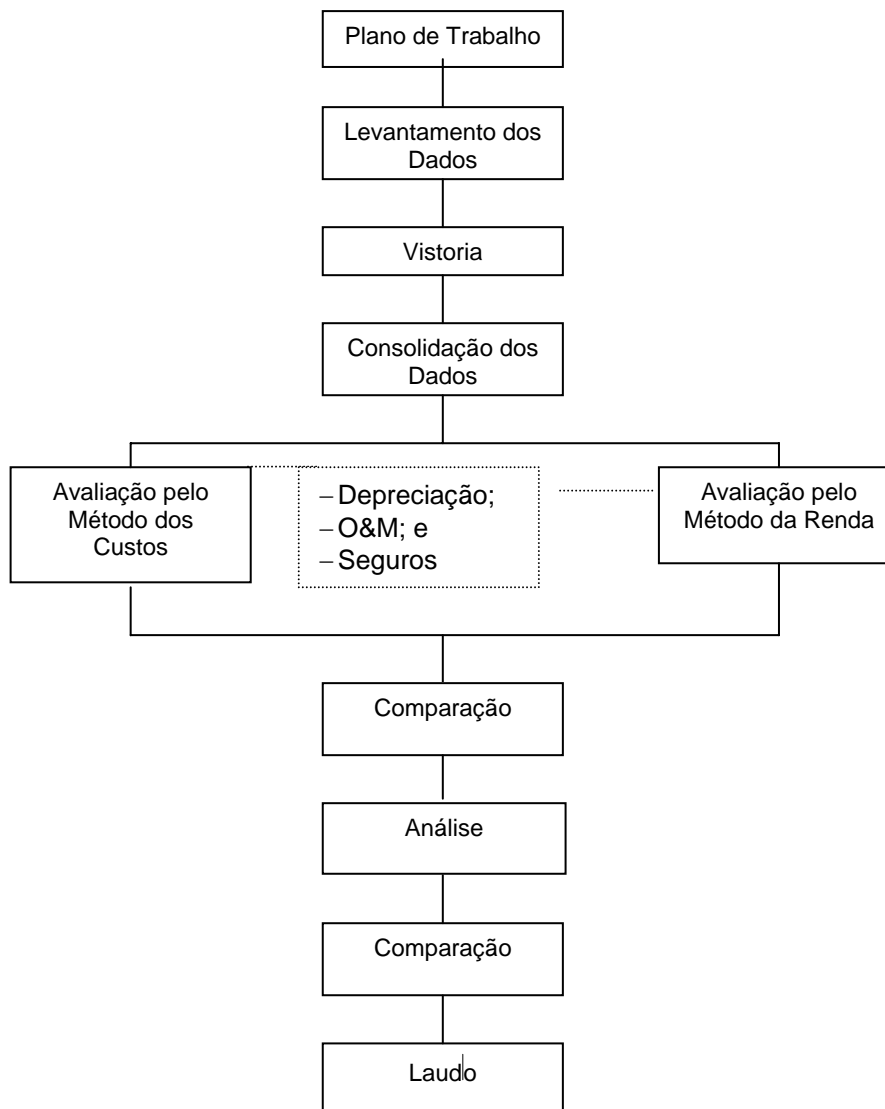 Plano de Trabalho
Levantamento dos
Dados
Vistoria
Consolidação dos
Dados
Avaliação pelo
Método dos
Custos
– Depreciação;
– O&M; e
– Seguros
Avaliação pelo
Método da Renda
Comparação
Análise
Comparação
Laudo